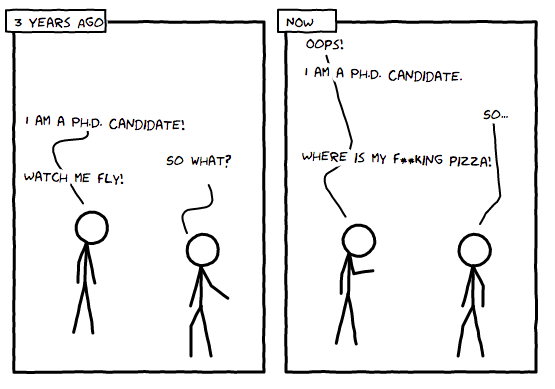 3 YEARS AGO
I AM A PH.D. CANDIDATE!
WATCH ME FLY!
SO WHAT?
NOW
OOPS!
I AM A PH.D. CANDIDATE.
WHERE IS MY F**KING PIZZA!
SO...